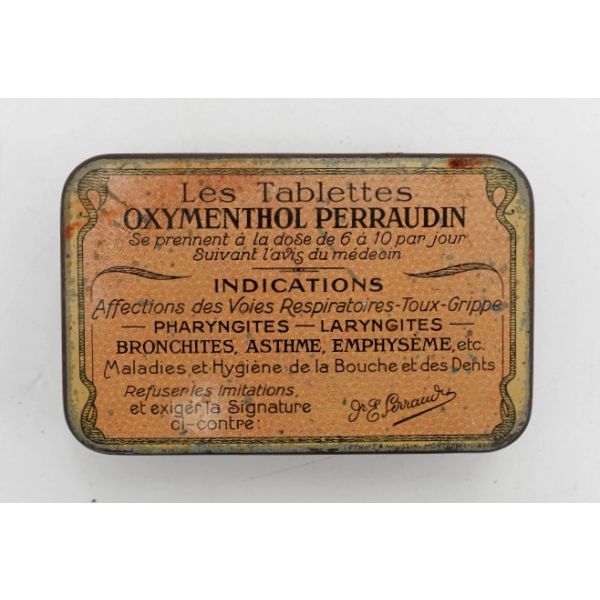 Les Tablettes
OXYMENTHOL PERRAUDIN
Se prennent à la dose de 6 à 10 par jour
Suivant l'avis du médecin
INDICATIONS
Affections des Voies Respiratoires-Toux-Grippe
— PHARYNGITES — LARYNGITES —
BRONCHITES, ASTHME, EMPHYSÈME, etc.
Maladies et Hygiène de la Bouche et des Dents
Refuser les imitations,
et exiger la Signature
ci-contre:
Perraudin